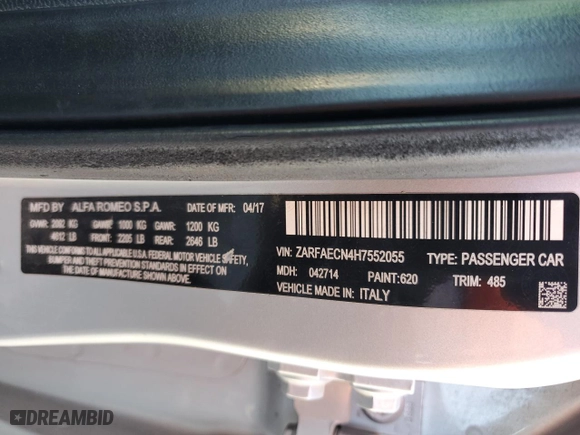 MFD BY ALFA ROMEO S.P.A. DATE OF MFR: 04/17
GVWR: 2082 KG GAWR: 1000 KG GAWR: 1200 KG
4812 LB FRONT: 2205 LB REAR: 2646 LB
THIS VEHICLE CONFORMS TO ALL APPLICABLE U.S.A. FEDERAL MOTOR VEHICLE SAFETY,
BUMPER AND THEFT PREVENTION STANDARDS IN EFFECT ON THE DATE OF
MANUFACTURE SHOWN ABOVE.
VIN: ZARFAECN4H7552055 TYPE: PASSENGER CAR
MDH: 042714 PAINT:620 TRIM: 485
VEHICLE MADE IN: ITALY
DREAMBID